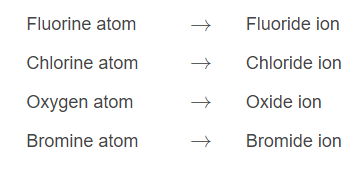 Fluorine atom → Fluoride ion
Chlorine atom → Chloride ion
Oxygen atom → Oxide ion
Bromine atom → Bromide ion